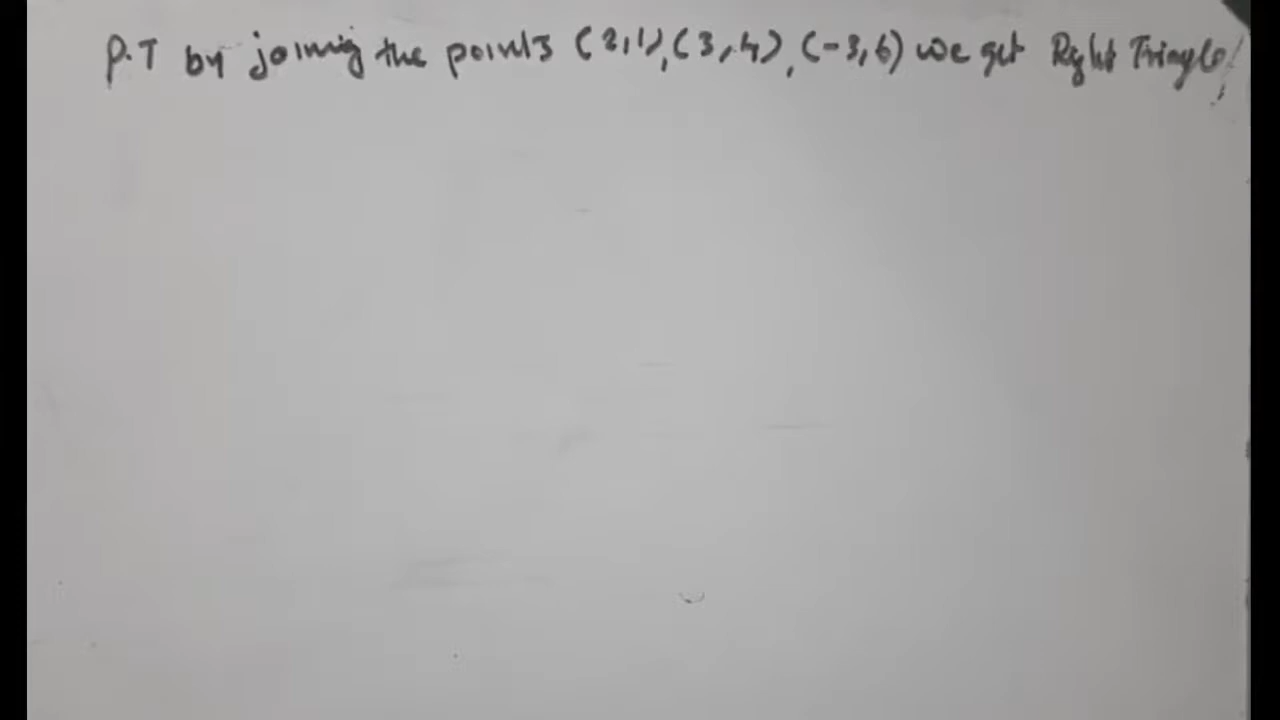 P.T by joining the points (2,1), (3,4), (-3,6) we get Right Triangle!